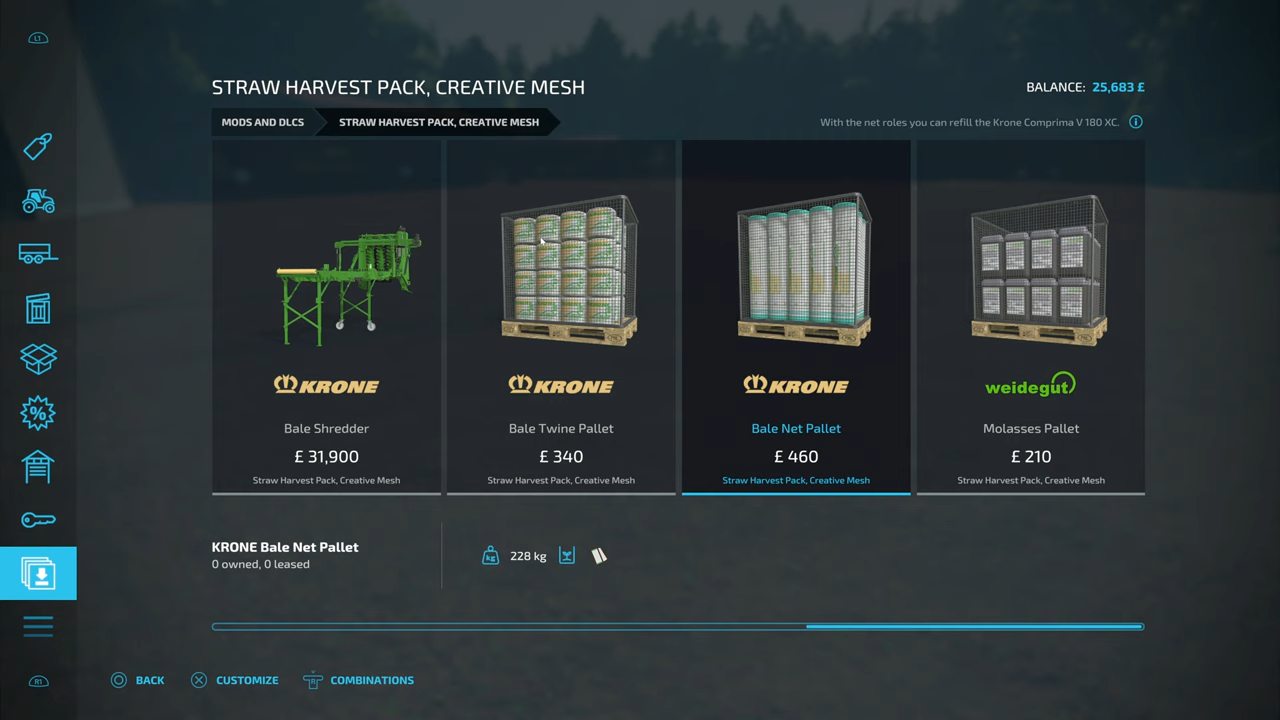 L1
STRAW HARVEST PACK, CREATIVE MESH
BALANCE: 25,683 £
MODS AND DLCS
STRAW HARVEST PACK, CREATIVE MESH
With the net roles you can refill the Krone Comprima V 180 XC.
KRONE
Bale Shredder
£ 31,900
Straw Harvest Pack, Creative Mesh
KRONE
Bale Twine Pallet
£ 340
Straw Harvest Pack, Creative Mesh
KRONE
Bale Net Pallet
£ 460
Straw Harvest Pack, Creative Mesh
weidegut
Molasses Pallet
£ 210
Straw Harvest Pack, Creative Mesh
KRONE Bale Net Pallet
0 owned, 0 leased
kg
228 kg
BACK
CUSTOMIZE
R
COMBINATIONS
R1